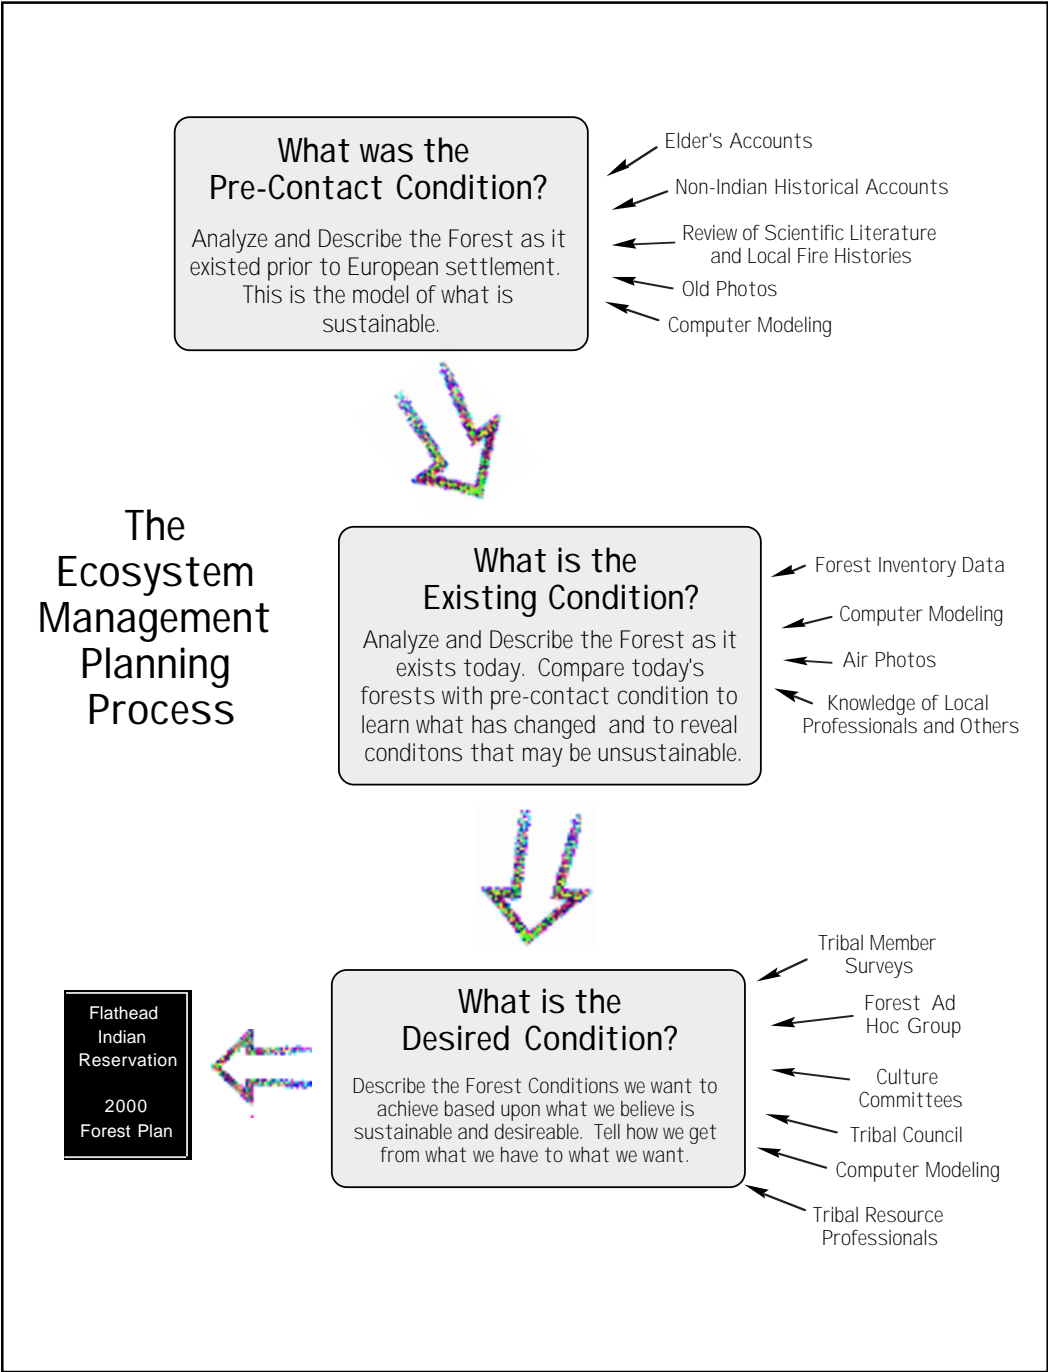 What was the
Pre-Contact Condition?
Analyze and Describe the Forest as it
existed prior to European settlement.
This is the model of what is
sustainable.
Elder's Accounts
Non-Indian Historical Accounts
Review of Scientific Literature
and Local Fire Histories
Old Photos
Computer Modeling
The
Ecosystem
Management
Planning
Process
What is the
Existing Condition?
Analyze and Describe the Forest as it
exists today. Compare today's
forests with pre-contact condition to
learn what has changed and to reveal
conditons that may be unsustainable.
Forest Inventory Data
Computer Modeling
Air Photos
Knowledge of Local
Professionals and Others
What is the
Desired Condition?
Describe the Forest Conditions we want to
achieve based upon what we believe is
sustainable and desireable. Tell how we get
from what we have to what we want.
Tribal Member
Surveys
Forest Ad
Hoc Group
Culture
Committees
Tribal Council
Computer Modeling
Tribal Resource
Professionals
Flathead
Indian
Reservation
2000
Forest Plan